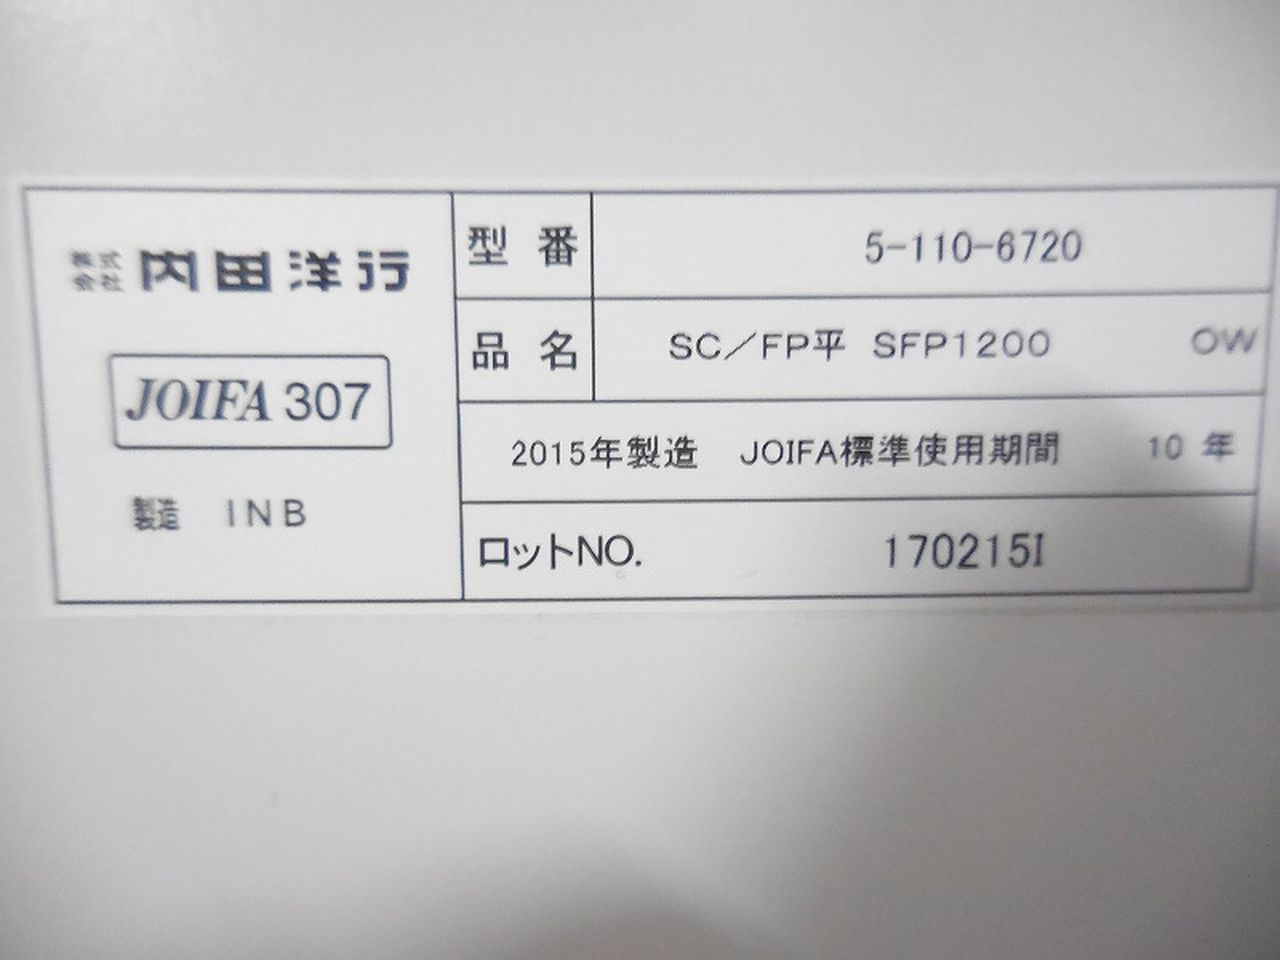 株式会社 内田洋行
JOIFA 307
製造 INB
型番 5-110-6720
品名 SC／FP平 SFP1200 OW
2015年製造 JOIFA標準使用期間 10年
ロットNO. 170215I